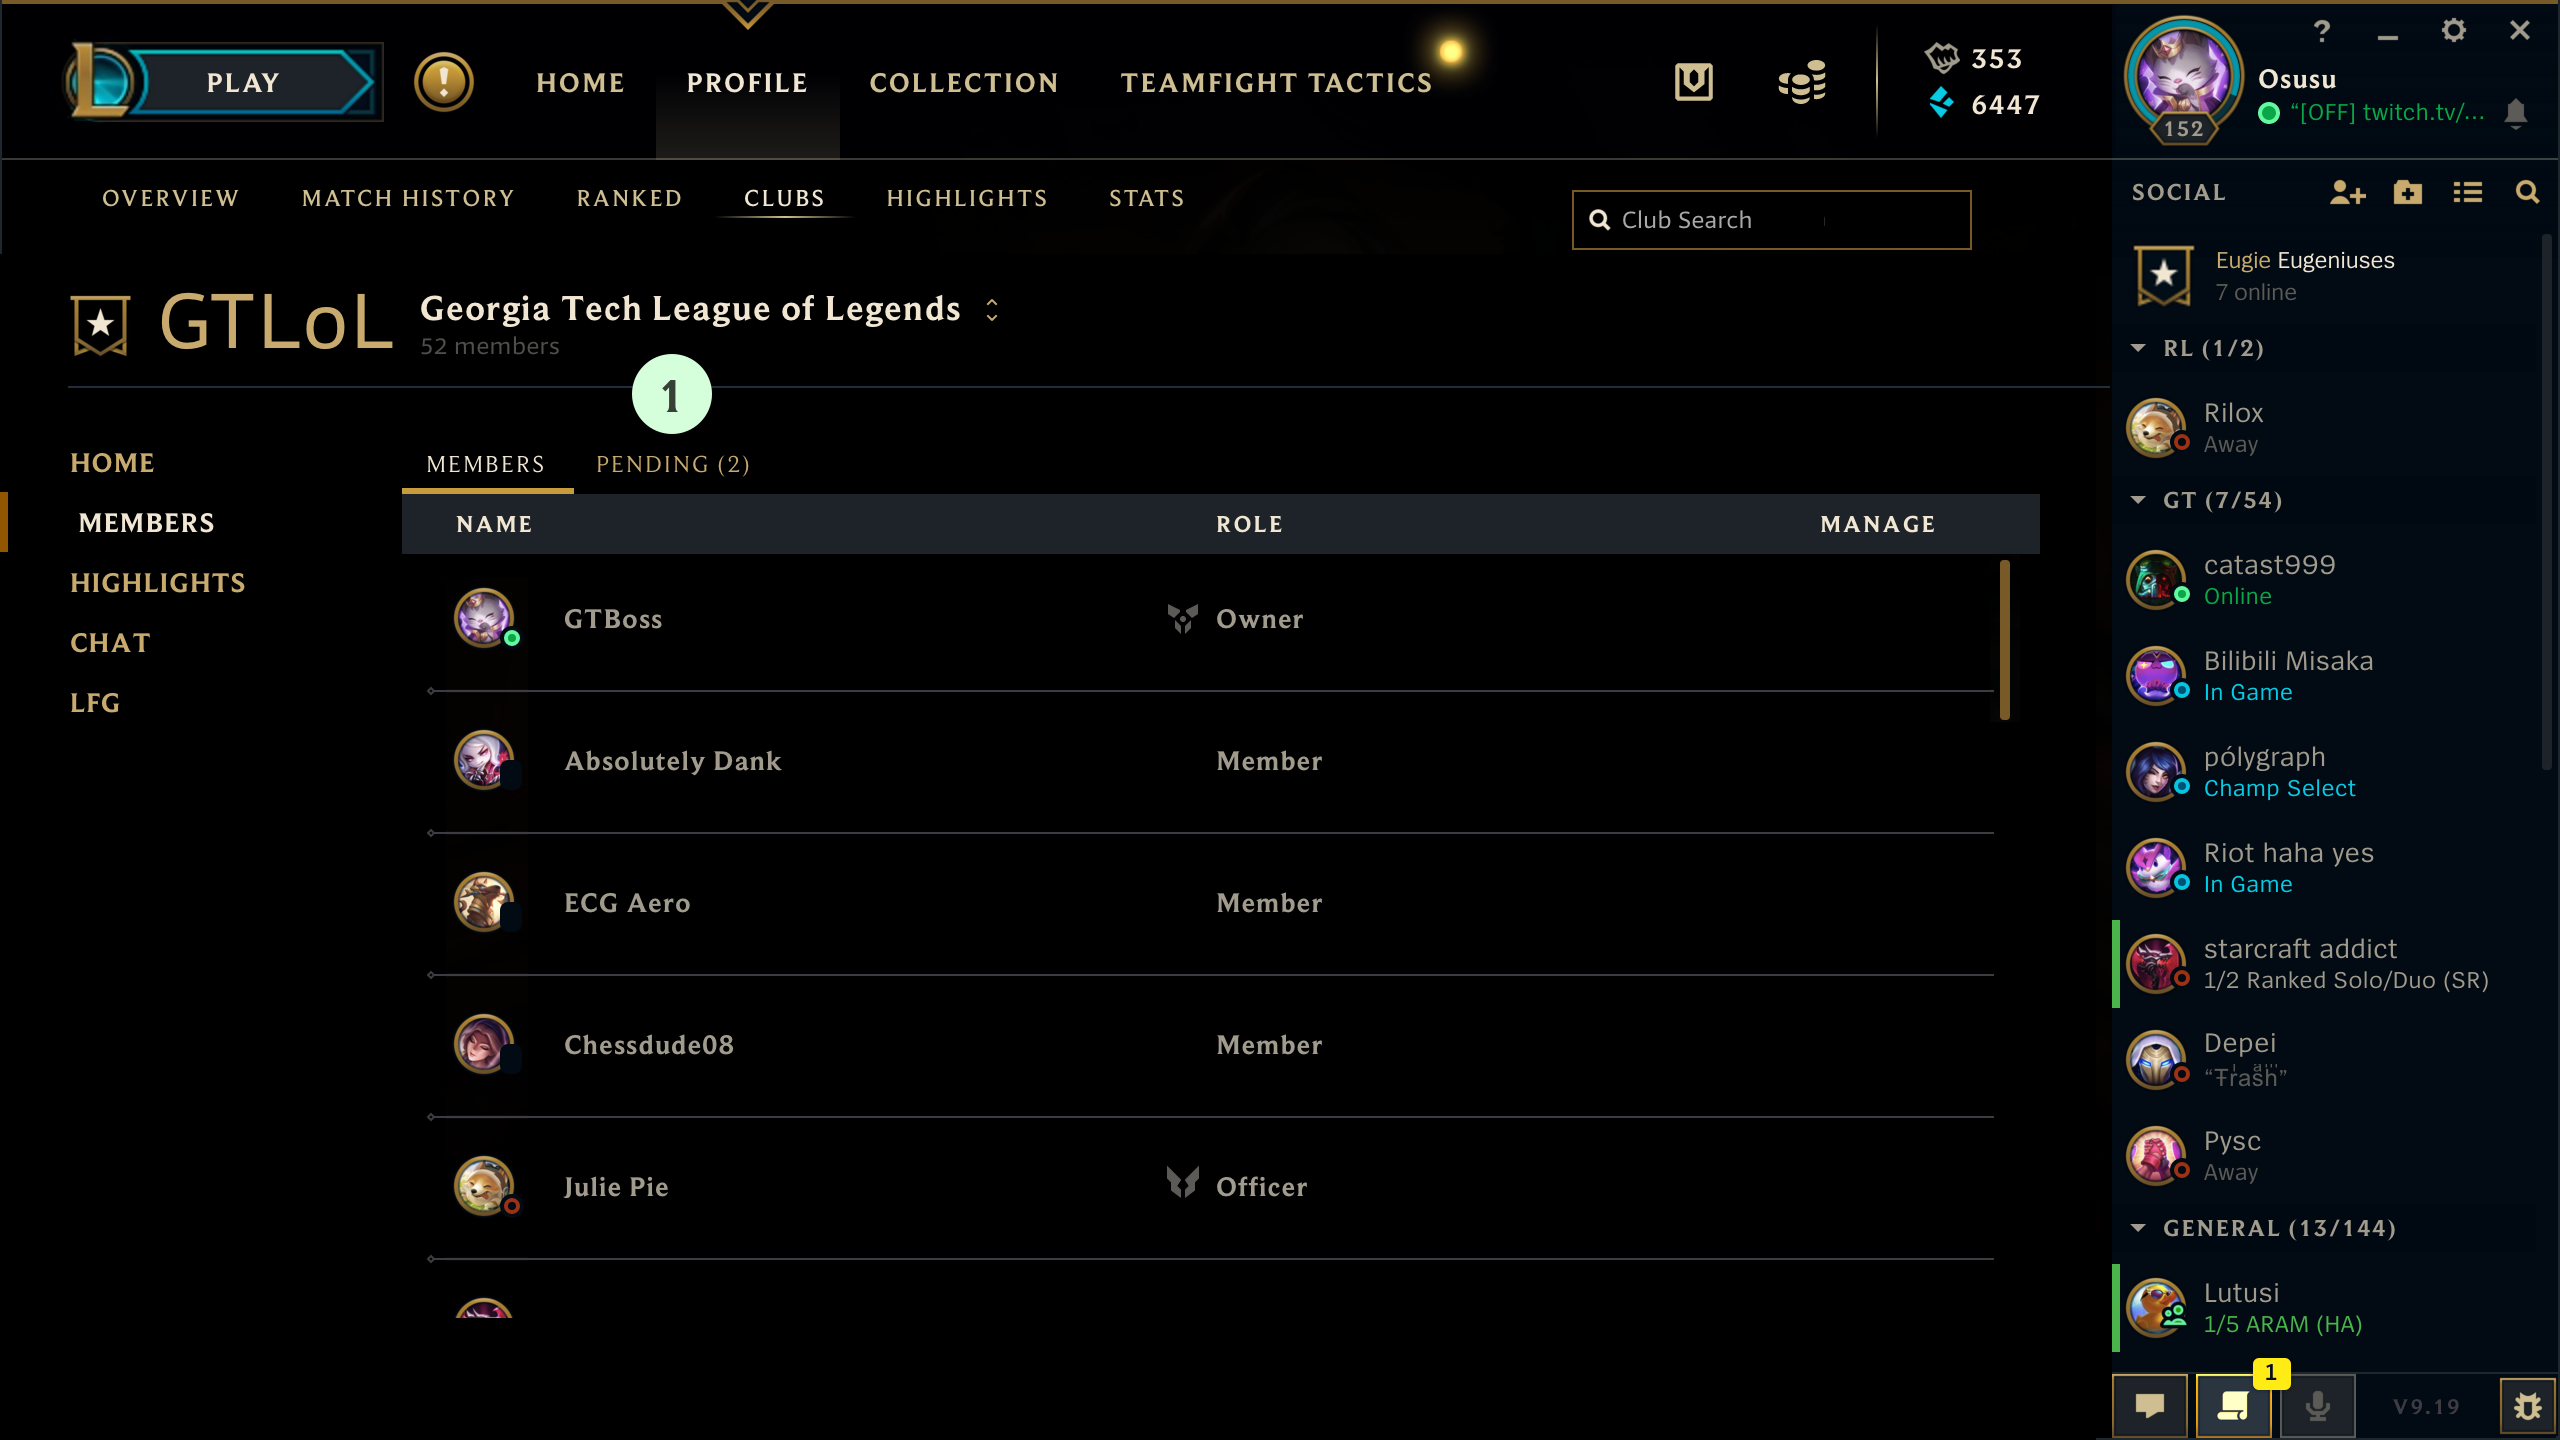 PLAY
HOME
PROFILE
COLLECTION
TEAMFIGHT TACTICS
353
6447
152
Osusu
“[OFF] twitch.tv/...
OVERVIEW
MATCH HISTORY
RANKED
CLUBS
HIGHLIGHTS
STATS
Club Search
GTLoL
Georgia Tech League of Legends
52 members
1
HOME
MEMBERS
HIGHLIGHTS
CHAT
LFG
MEMBERS
PENDING (2)
NAME
ROLE
MANAGE
GTBoss
Owner
Absolutely Dank
Member
ECG Aero
Member
Chessdude08
Member
Julie Pie
Officer
SOCIAL
Eugie Eugeniuses
7 online
RL (1/2)
Rilox
Away
GT (7/54)
catast999
Online
Bilibili Misaka
In Game
pólygraph
Champ Select
Riot haha yes
In Game
starcraft addict
1/2 Ranked Solo/Duo (SR)
Depei
Pysc
Away
GENERAL (13/144)
Lutusi
1/5 ARAM (HA)
1
V9.19